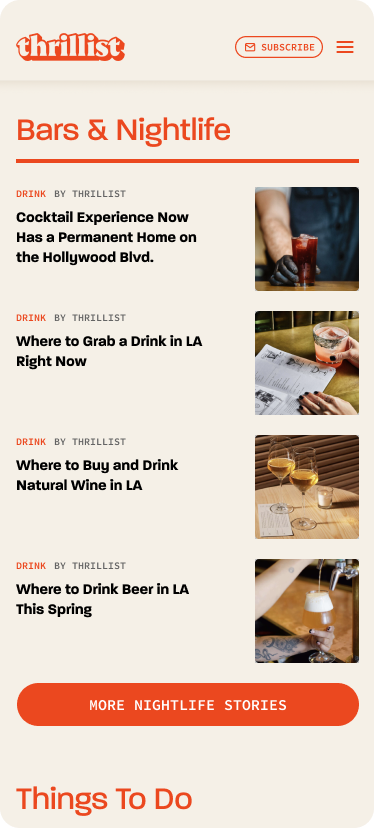 thrillist
SUBSCRIBE
Bars & Nightlife
DRINK BY THRILLIST
Cocktail Experience Now
Has a Permanent Home on
the Hollywood Blvd.
DRINK BY THRILLIST
Where to Grab a Drink in LA
Right Now
DRINK BY THRILLIST
Where to Buy and Drink
Natural Wine in LA
DRINK BY THRILLIST
Where to Drink Beer in LA
This Spring
MORE NIGHTLIFE STORIES
Things To Do